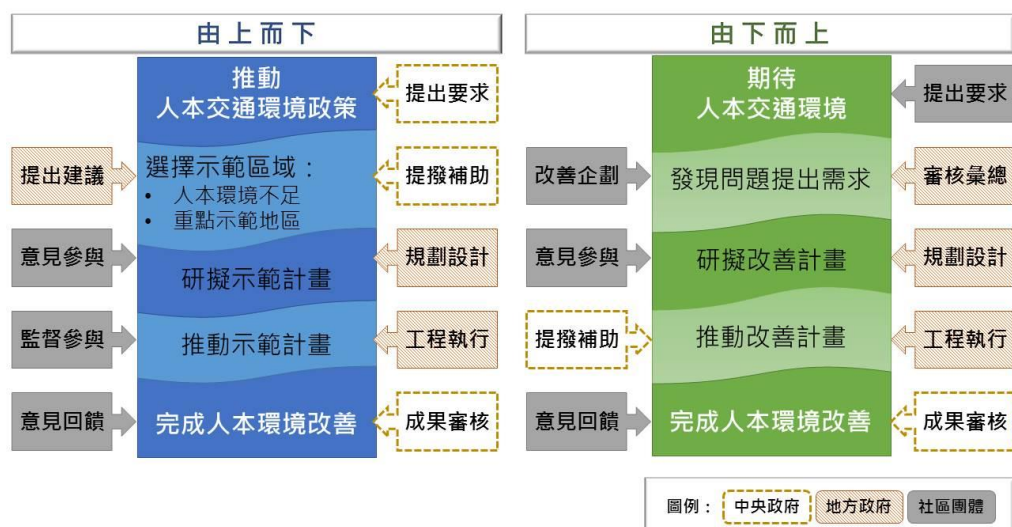 由上而下
推動
人本交通環境政策
提出要求
提出建議
選擇示範區域：
• 人本環境不足
• 重點示範地區
提撥補助
意見參與
研擬示範計畫
規劃設計
監督參與
推動示範計畫
工程執行
意見回饋
完成人本環境改善
成果審核
由下而上
期待
人本交通環境
提出要求
改善企劃
發現問題提出需求
審核彙總
意見參與
研擬改善計畫
規劃設計
提撥補助
推動改善計畫
工程執行
意見回饋
完成人本環境改善
成果審核
圖例：
中央政府
地方政府
社區團體